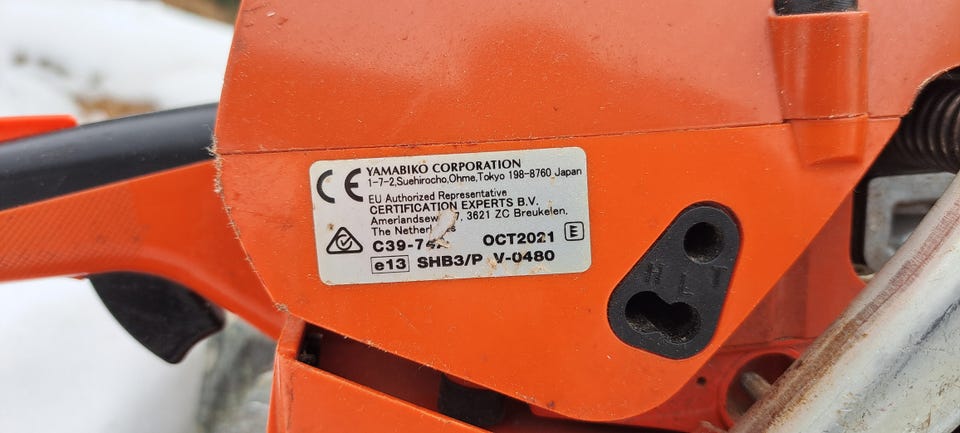 CE YAMABIKO CORPORATION
1-7-2,Suehirocho,Ohme,Tokyo 198-8760 Japan
EU Authorized Representative
CERTIFICATION EXPERTS B.V.
7, 3621 ZC Breukelen,
The
OCT2021 E
e13 SHB3/P V-0480
H L T